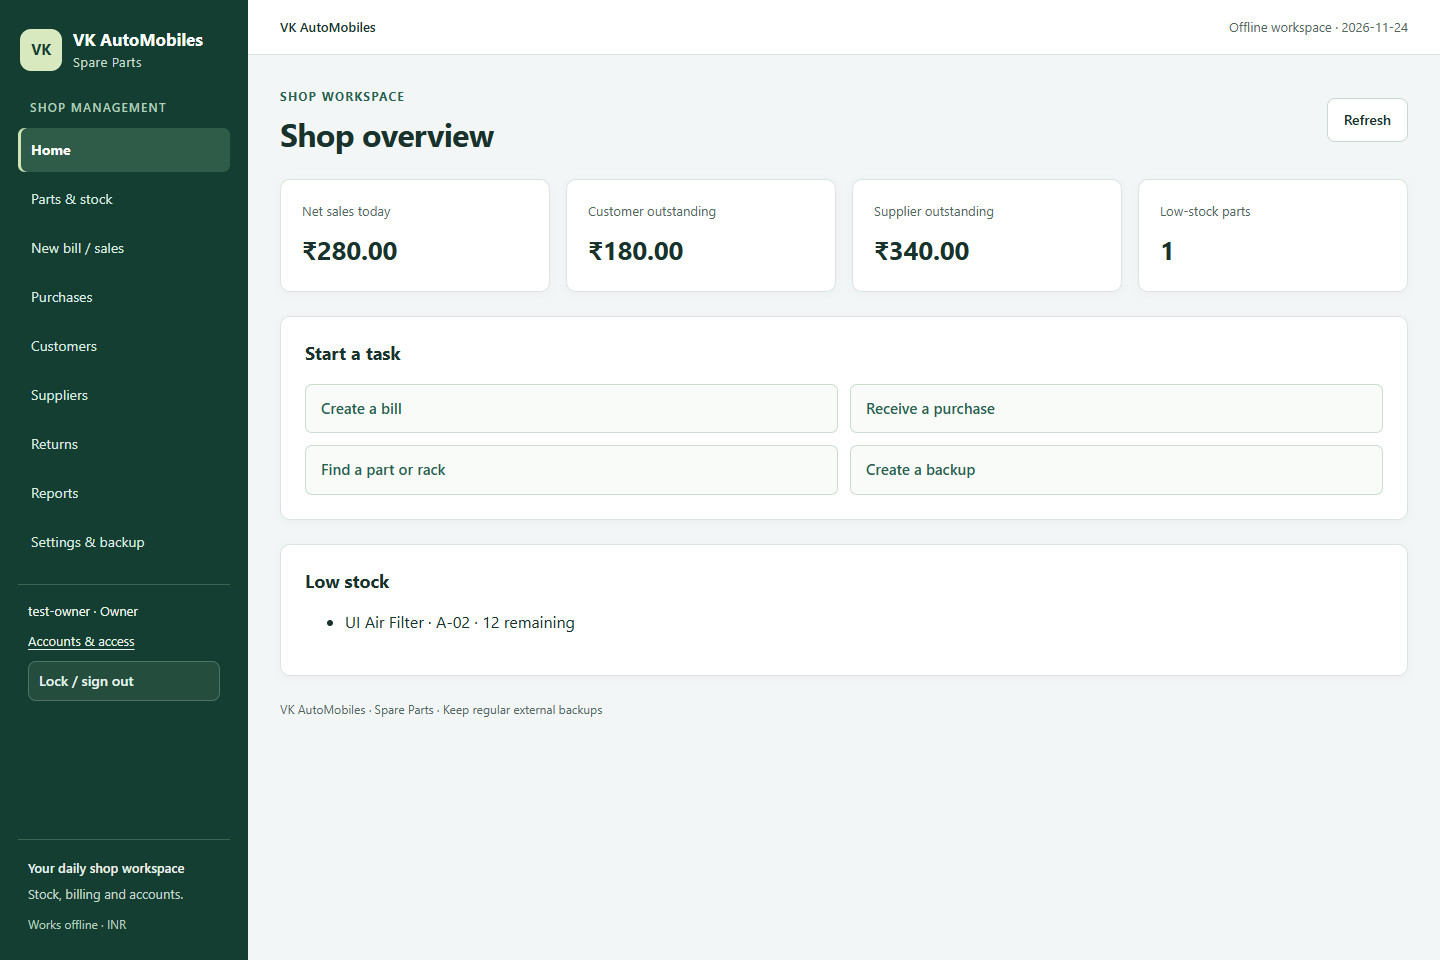 VK
VK AutoMobiles
Spare Parts
SHOP MANAGEMENT
Home
Parts & stock
New bill / sales
Purchases
Customers
Suppliers
Returns
Reports
Settings & backup
test-owner · Owner
Accounts & access
Lock / sign out
Your daily shop workspace
Stock, billing and accounts.
Works offline · INR
VK AutoMobiles
Offline workspace · 2026-11-24
SHOP WORKSPACE
Shop overview
Refresh
Net sales today
₹280.00
Customer outstanding
₹180.00
Supplier outstanding
₹340.00
Low-stock parts
1
Start a task
Create a bill
Receive a purchase
Find a part or rack
Create a backup
Low stock
• UI Air Filter · A-02 · 12 remaining
VK AutoMobiles · Spare Parts · Keep regular external backups